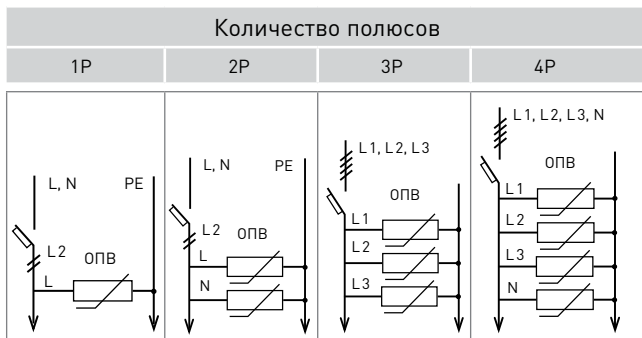 Количество полюсов
1P
2P
3P
4P
L, N
PE
L2
ОПВ
L
L, N
PE
L2
ОПВ
L
N
L1, L2, L3
ОПВ
L1
L2
L3
L1, L2, L3, N
ОПВ
L1
L2
L3
N